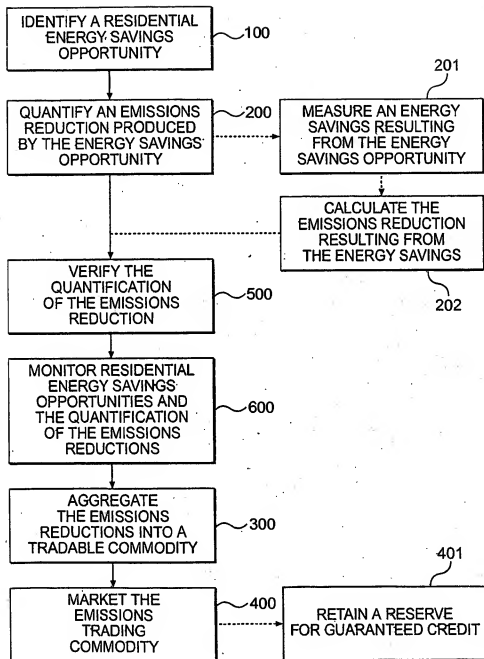 IDENTIFY A RESIDENTIAL
ENERGY SAVINGS
OPPORTUNITY
100
QUANTIFY AN EMISSIONS
REDUCTION PRODUCED
BY THE ENERGY SAVINGS
OPPORTUNITY
200
201
MEASURE AN ENERGY
SAVINGS RESULTING
FROM THE ENERGY
SAVINGS OPPORTUNITY
CALCULATE THE
EMISSIONS REDUCTION
RESULTING FROM
THE ENERGY SAVINGS
202
VERIFY THE
QUANTIFICATION
OF THE EMISSIONS
REDUCTION
500
MONITOR RESIDENTIAL
ENERGY SAVINGS
OPPORTUNITIES AND
THE QUANTIFICATION
OF THE EMISSIONS
REDUCTIONS
600
AGGREGATE
THE EMISSIONS
REDUCTIONS INTO A
TRADABLE COMMODITY
300
MARKET THE
EMISSIONS
TRADING
COMMODITY
400
401
RETAIN A RESERVE
FOR GUARANTEED CREDIT